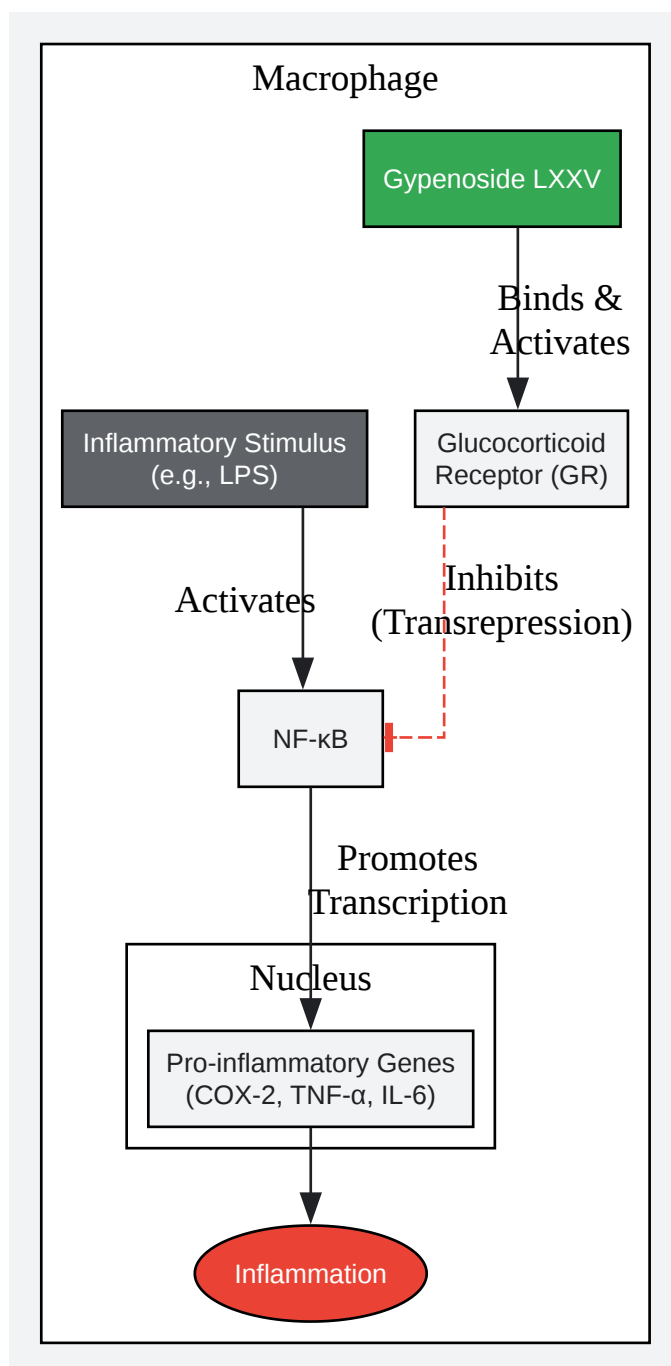 Macrophage
Gypenoside LXXV
Binds &
Activates
Inflammatory Stimulus
(e.g., LPS)
Glucocorticoid
Receptor (GR)
Activates
Inhibits
(Transrepression)
NF-κB
Promotes
Transcription
Nucleus
Pro-inflammatory Genes
(COX-2, TNF-α, IL-6)
Inflammation